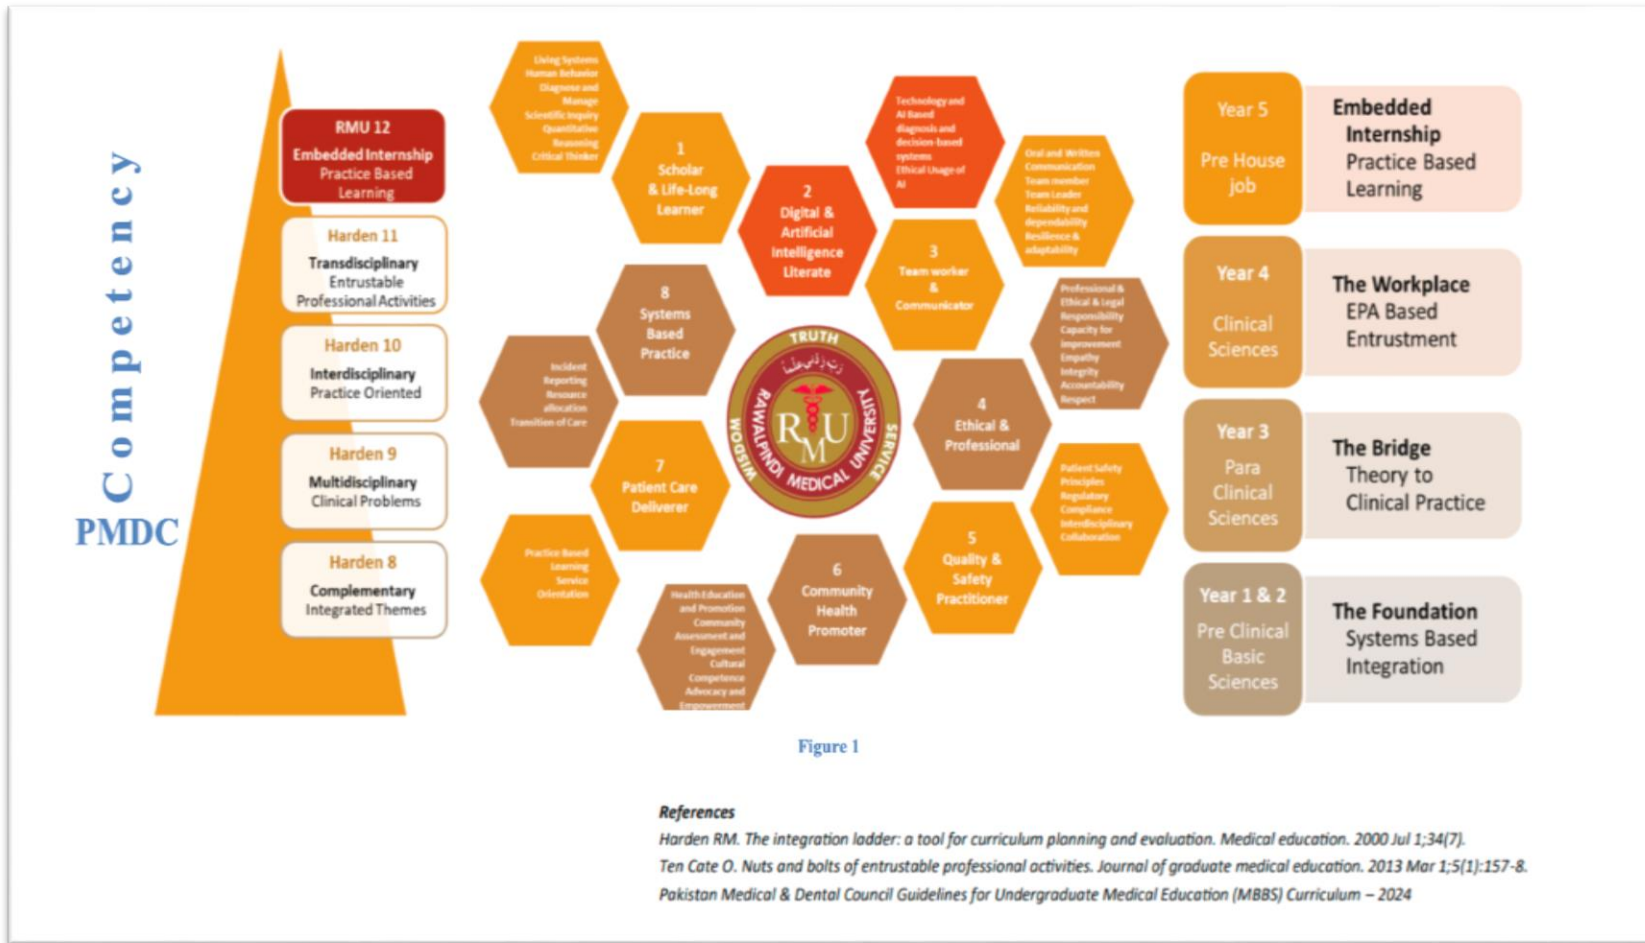 Competency
PMDC
RMU 12
Embedded Internship
Practice Based
Learning
Harden 11
Transdisciplinary
Entrustable
Professional Activities
Harden 10
Interdisciplinary
Practice Oriented
Harden 9
Multidisciplinary
Clinical Problems
Harden 8
Complementary
Integrated Themes
Living Systems
Human Behavior
Diagnose and
Manage
Scientific Inquiry
Quantitative
Reasoning
Critical Thinker
1
Scholar
& Life-Long
Learner
2
Digital &
Artificial
Intelligence
Literate
Technology and
AI Based
diagnosis and
decision-based
systems
Ethical Usage of
AI
3
Team worker
&
Communicator
Oral and Written
Communication
Team member
Team Leader
Reliability and
dependability
Resilience &
adaptability
4
Ethical &
Professional
Professional &
Ethical & Legal
Responsibility
Capacity for
improvement
Empathy
Integrity
Accountability
Respect
5
Quality &
Safety
Practitioner
Patient Safety
Principles
Regulatory
Compliance
Interdisciplinary
Collaboration
6
Community
Health
Promoter
Health Education
and Promotion
Community
Assessment and
Engagement
Cultural
Competence
Advocacy and
Empowerment
7
Patient Care
Deliverer
Practice Based
Learning
Service
Orientation
8
Systems
Based
Practice
Incident
Reporting
Resource
allocation
Transition of Care
TRUTH
WISDOM
SERVICE
رَبِّ زِدْنِي عِلْمًا
RMU
RAWALPINDI MEDICAL UNIVERSITY
Year 5
Pre House
job
Embedded
Internship
Practice Based
Learning
Year 4
Clinical
Sciences
The Workplace
EPA Based
Entrustment
Year 3
Para
Clinical
Sciences
The Bridge
Theory to
Clinical Practice
Year 1 & 2
Pre Clinical
Basic
Sciences
The Foundation
Systems Based
Integration
Figure 1
References
Harden RM. The integration ladder: a tool for curriculum planning and evaluation. Medical education. 2000 Jul 1;34(7).
Ten Cate O. Nuts and bolts of entrustable professional activities. Journal of graduate medical education. 2013 Mar 1;5(1):157-8.
Pakistan Medical & Dental Council Guidelines for Undergraduate Medical Education (MBBS) Curriculum – 2024